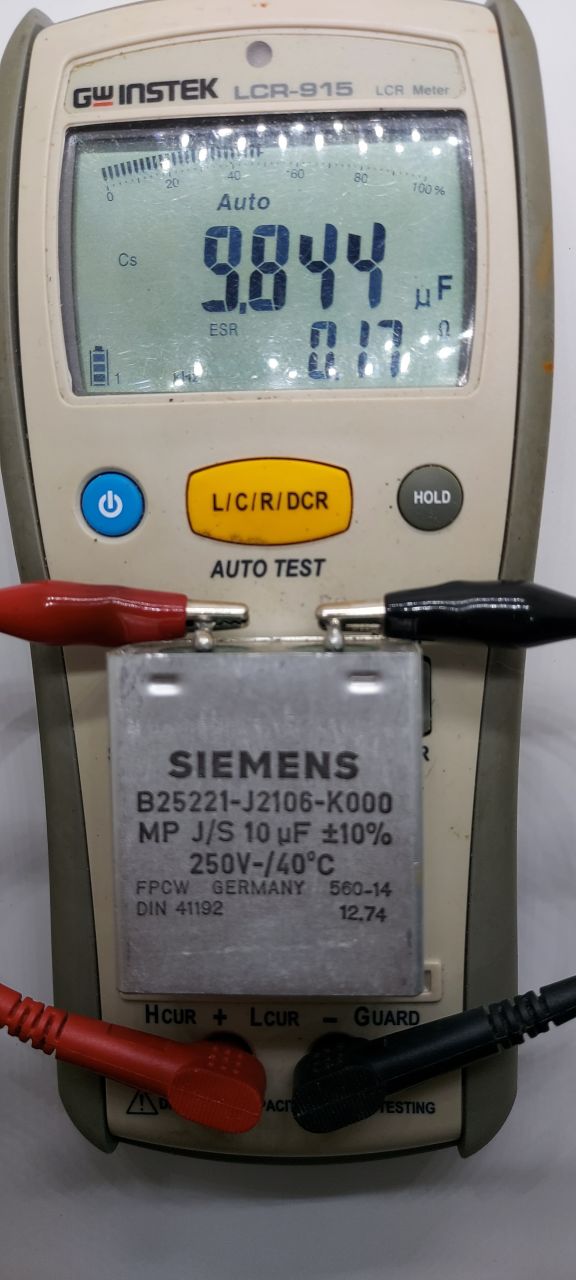 GW INSTEK LCR-915 LCR Meter
0 20 40 60 80 100 %
Auto
Cs 9.844 µF
ESR 0.17 Ω
1 kHz
L/C/R/DCR
HOLD
AUTO TEST
SIEMENS
B25221-J2106-K000
MP J/S 10 µF ±10%
250V-/40°C
FPCW GERMANY 560-14
DIN 41192 12.74
HCUR + LCUR − GUARD
TESTING